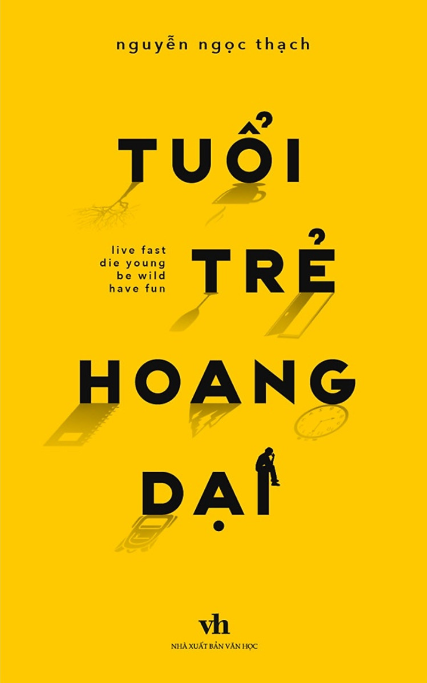 nguyễn ngọc thạch
TUỔI
live fast
die young
be wild
have fun
TRẺ
HOANG
DẠI
vh
NHÀ XUẤT BẢN VĂN HỌC